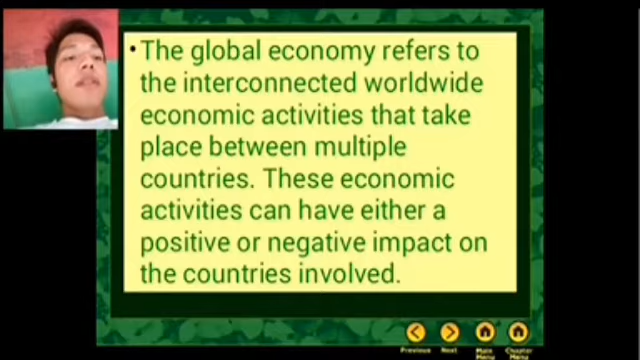 • The global economy refers to
the interconnected worldwide
economic activities that take
place between multiple
countries. These economic
activities can have either a
positive or negative impact on
the countries involved.
Previous Next Main Menu Chapter Menu